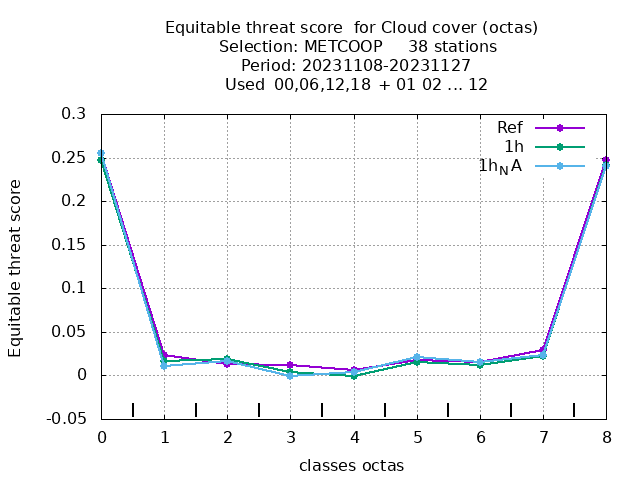 Equitable threat score  for Cloud cover (octas)
Selection: METCOOP     38 stations
Period: 20231108-20231127
Used  00,06,12,18 + 01 02 ... 12
Ref
1h
1h_NA
0.3
0.25
0.2
0.15
0.1
0.05
0
-0.05
Equitable threat score
0 1 2 3 4 5 6 7 8
classes octas